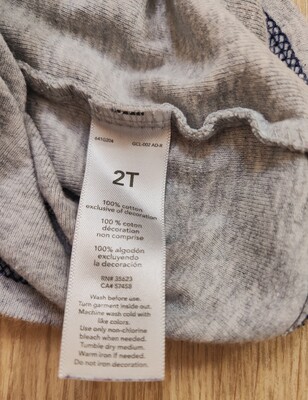 2T
100% cotton
exclusive of decoration
100 % coton
décoration
non comprise
100% algodón
excluyendo
la decoración
RN# 35623
CA# 57458
Wash before use.
Turn garment inside-out.
Machine wash cold with
like colors.
Use only non-chlorine
bleach when needed.
Tumble dry medium.
Warm iron if needed.
Do not iron decoration.